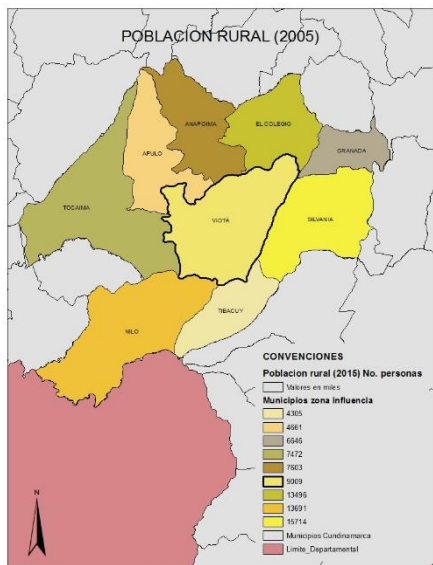 POBLACION RURAL (2005)
ANAPOIMA
EL COLEGIO
GRANADA
APULO
TOCAIMA
VIOTÁ
SILVANIA
TIBACUY
NILO
CONVENCIONES
Poblacion rural (2015) No. personas
Valores en miles
Municipios zona influencia
4305
4661
6646
7472
7603
9009
13496
13691
15714
Municipios Cundinamarca
Limite_Departamental
N